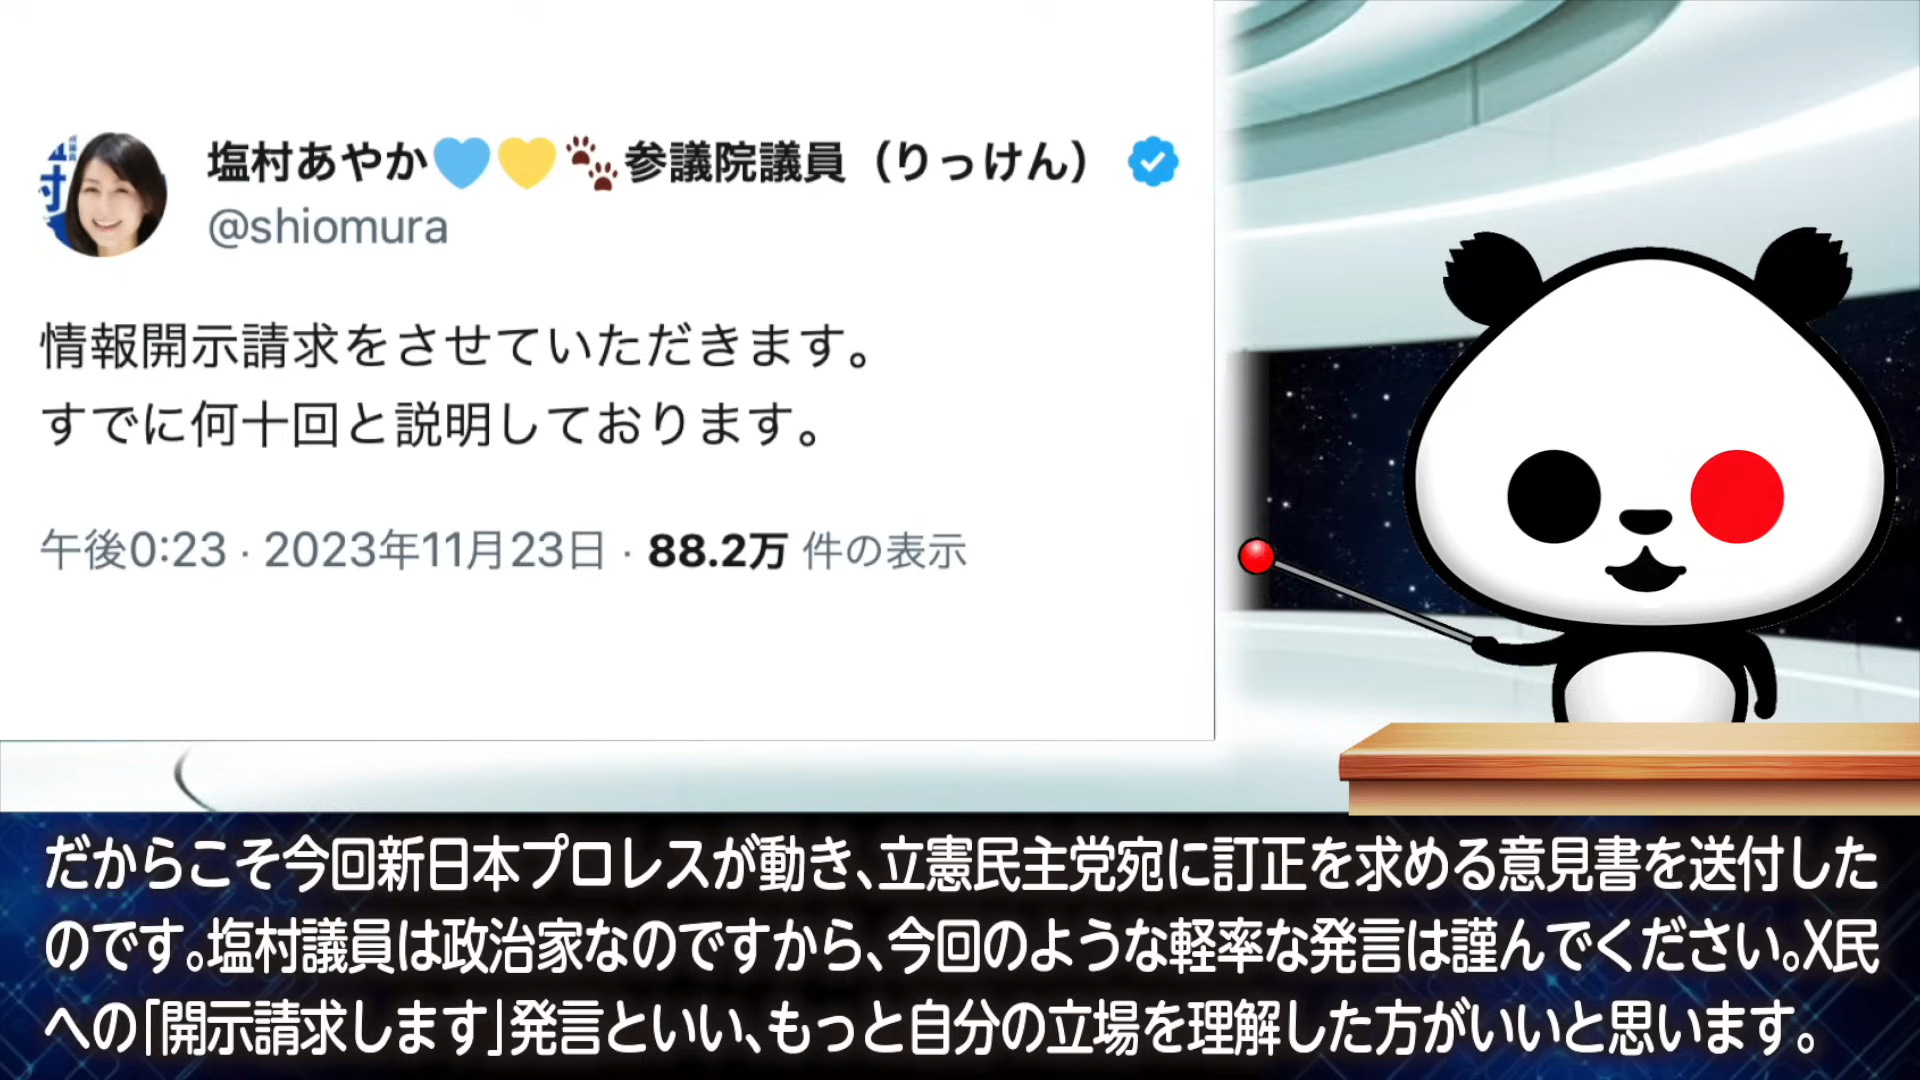 塩村あやか💙💛🐾参議院議員（りっけん）
@shiomura
情報開示請求をさせていただきます。
すでに何十回と説明しております。
午後0:23 · 2023年11月23日 · 88.2万 件の表示
だからこそ今回新日本プロレスが動き、立憲民主党宛に訂正を求める意見書を送付した
のです。塩村議員は政治家なのですから、今回のような軽率な発言は謹んでください。X民
への「開示請求します」発言といい、もっと自分の立場を理解した方がいいと思います。